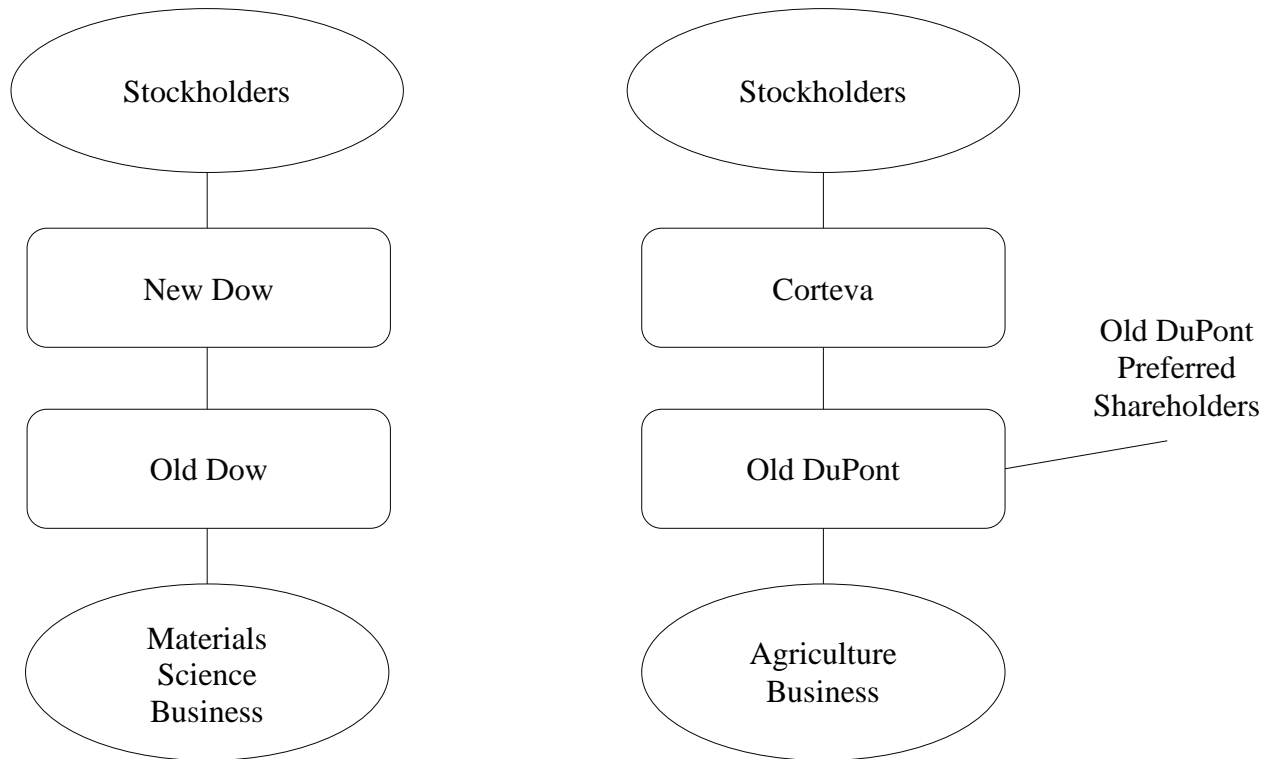 Stockholders
New Dow
Old Dow
Materials
Science
Business
Stockholders
Corteva
Old DuPont
Agriculture
Business
Old DuPont
Preferred
Shareholders